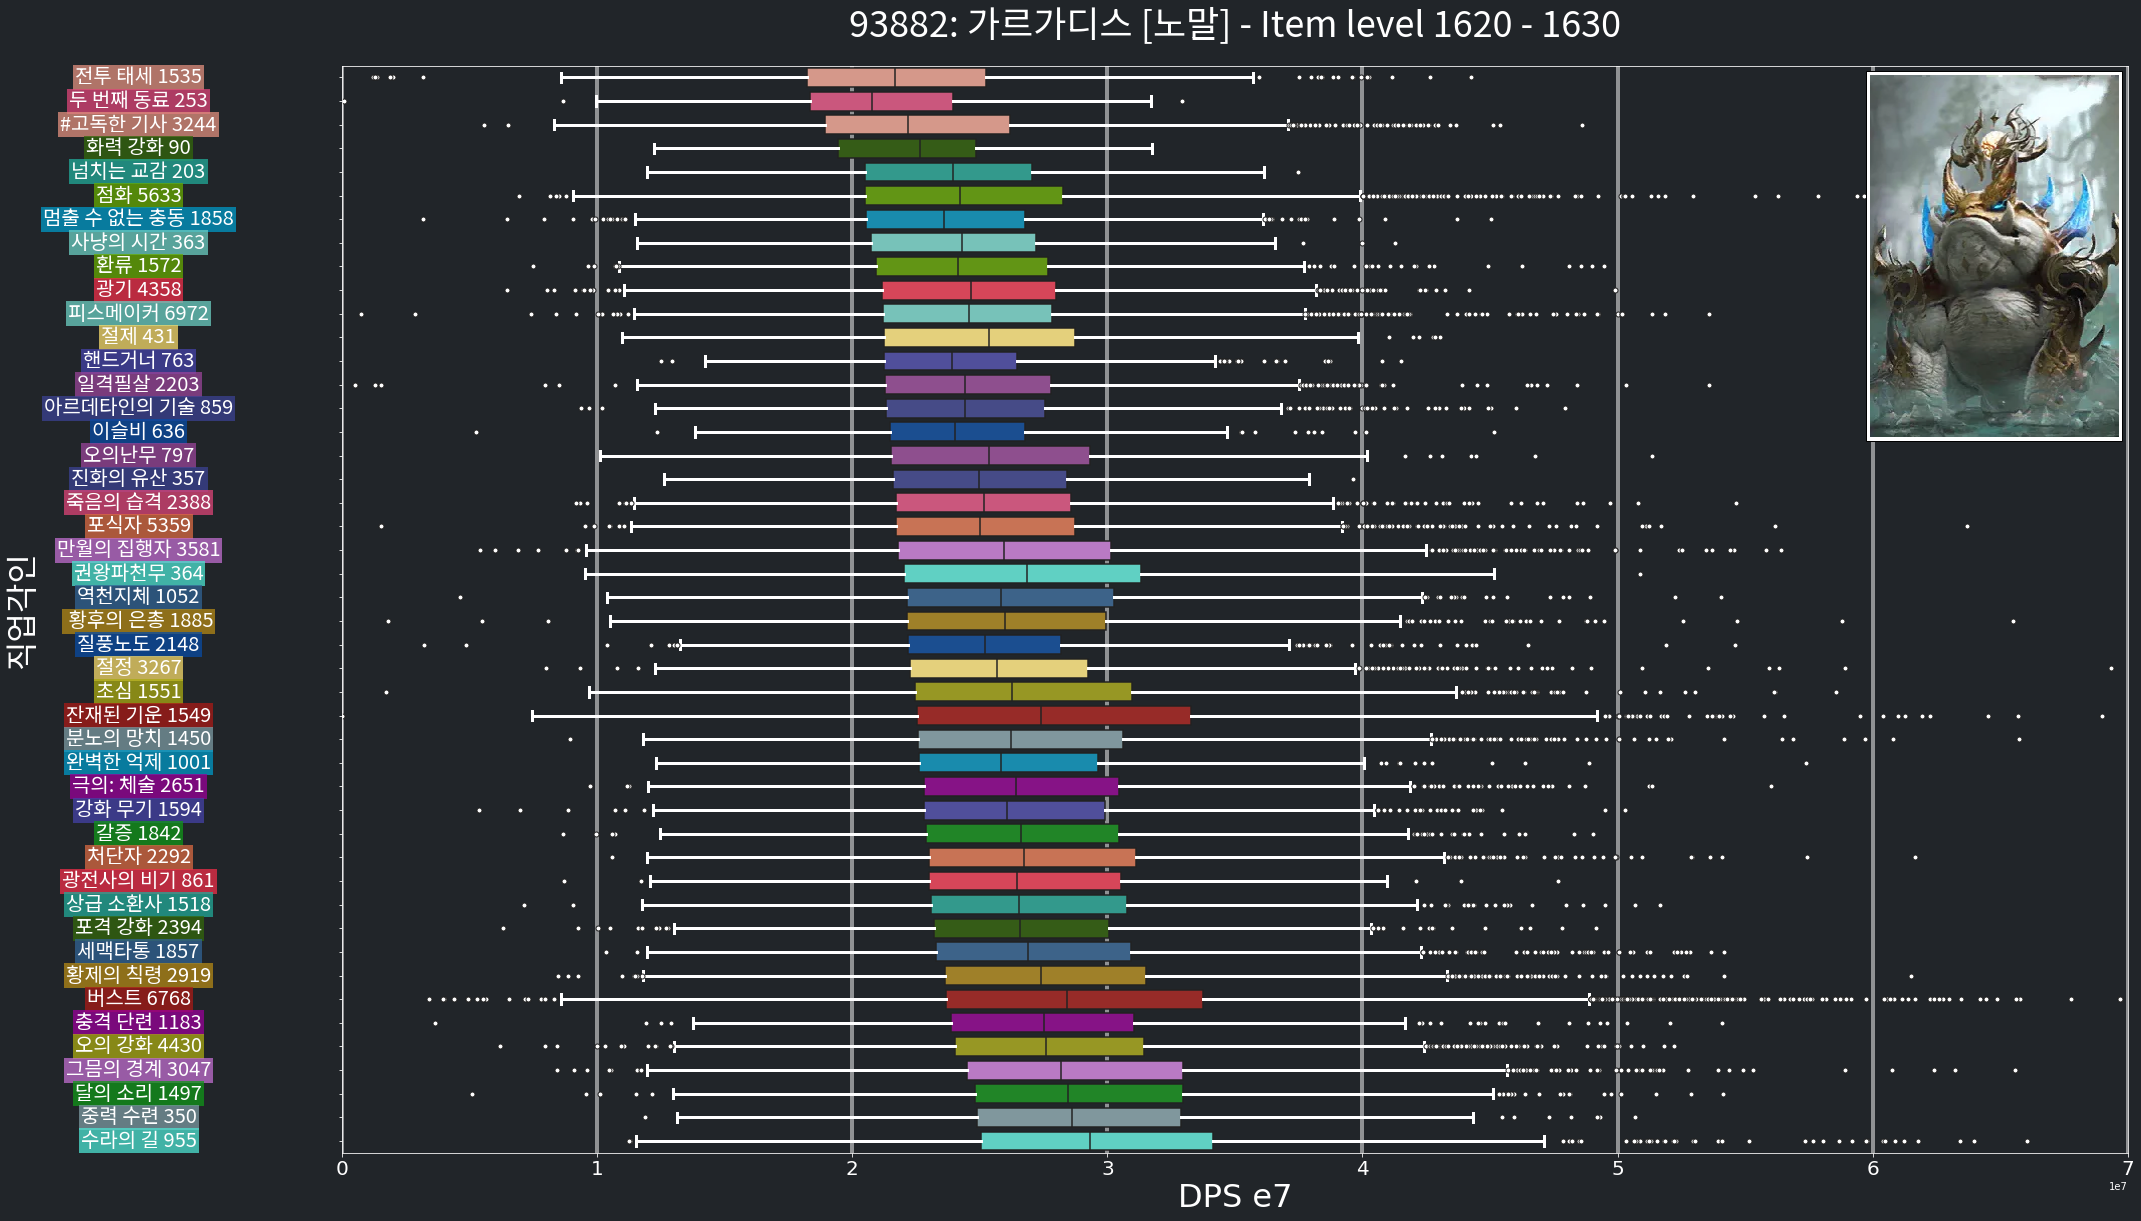 93882: 가르가디스 [노말] - Item level 1620 - 1630
전투 태세 1535
두 번째 동료 253
#고독한 기사 3244
화력 강화 90
넘치는 교감 203
점화 5633
멈출 수 없는 충동 1858
사냥의 시간 363
환류 1572
광기 4358
피스메이커 6972
절제 431
핸드거너 763
일격필살 2203
아르데타인의 기술 859
이슬비 636
오의난무 797
진화의 유산 357
죽음의 습격 2388
포식자 5359
만월의 집행자 3581
권왕파천무 364
역천지체 1052
황후의 은총 1885
질풍노도 2148
절정 3267
초심 1551
잔재된 기운 1549
분노의 망치 1450
완벽한 억제 1001
극의: 체술 2651
강화 무기 1594
갈증 1842
처단자 2292
광전사의 비기 861
상급 소환사 1518
포격 강화 2394
세맥타통 1857
황제의 칙령 2919
버스트 6768
충격 단련 1183
오의 강화 4430
그믐의 경계 3047
달의 소리 1497
중력 수련 350
수라의 길 955
직업각인
0 1 2 3 4 5 6 7
DPS e7
1e7